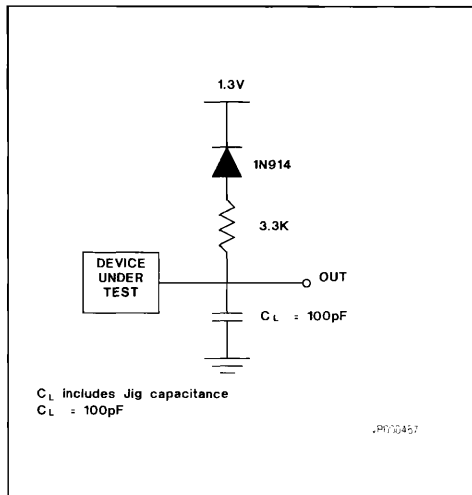 1.3V
1N914
3.3K
DEVICE
UNDER
TEST
OUT
CL = 100pF
CL includes Jig capacitance
CL = 100pF